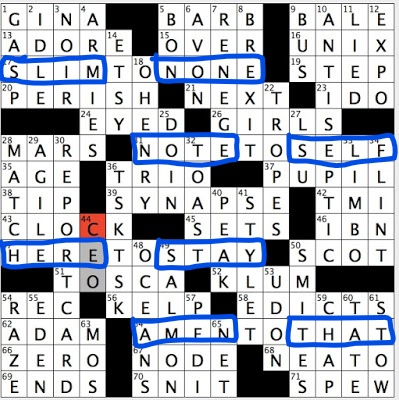 GINA BARB BALE
ADORE OVER UNIX
SLIMTONONE STEP
PERISH NEXT IDO
EYED GIRLS
MARS NOTETOSELF
AGE TRIO PUPIL
TIP SYNAPSE TMI
CLOCK SETS IBN
HERETOSTAY SCOT
TOSCA KLUM
REC KELP EDICTS
ADAM AMENTOTHAT
ZERO NODE NEATO
ENDS SNIT SPEW